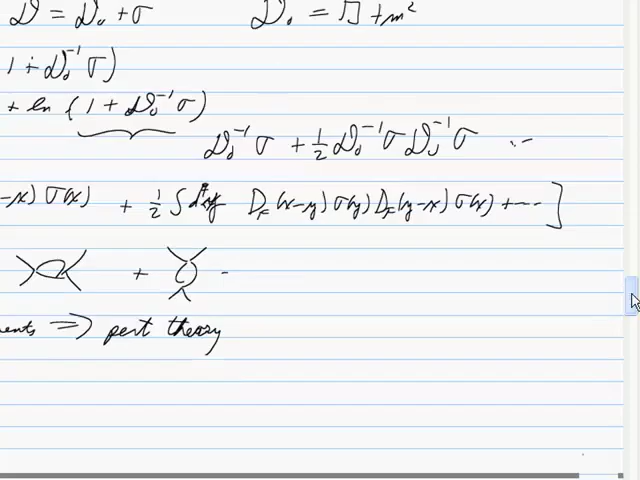 𝒟 = 𝒟₀ + σ        𝒟₀ = □ + m²
1 + 𝒟₀⁻¹ σ)
+ ln (1 + 𝒟₀⁻¹ σ)
𝒟₀⁻¹ σ + ½ 𝒟₀⁻¹ σ 𝒟₀⁻¹ σ ...
-x) σ(x) + ½ ∫ d⁴y D_F(x-y) σ(y) D_F(y-x) σ(x) + ...]
+ -
ents ⇒ pert theory